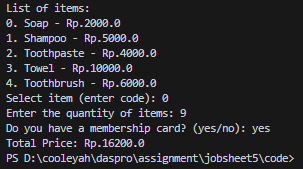 List of items:
0. Soap - Rp.2000.0
1. Shampoo - Rp.5000.0
2. Toothpaste - Rp.4000.0
3. Towel - Rp.10000.0
4. Toothbrush - Rp.6000.0
Select item (enter code): 0
Enter the quantity of items: 9
Do you have a membership card? (yes/no): yes
Total Price: Rp.16200.0
PS D:\cooleyah\daspro\assignment\jobsheet5\code>